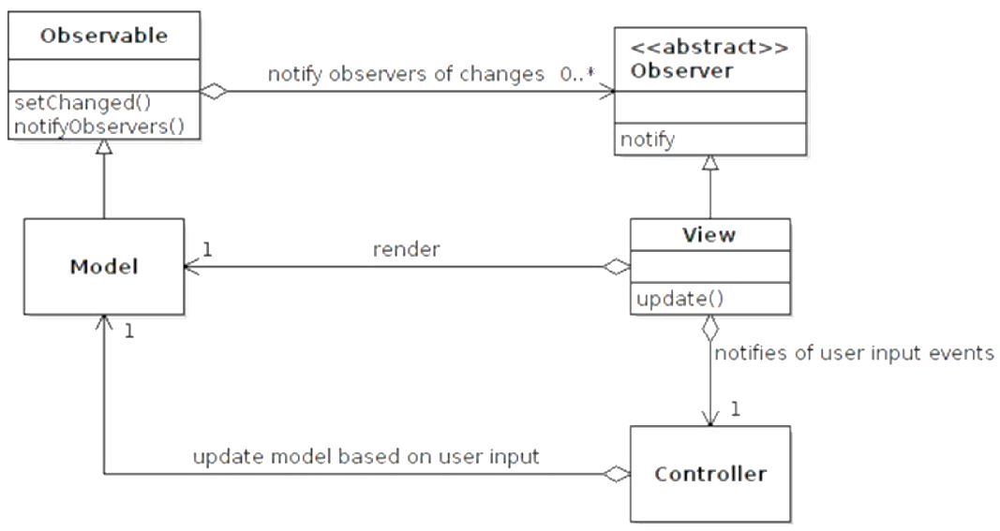 Observable
setChanged()
notifyObservers()
notify observers of changes 0..*
<<abstract>>
Observer
notify
Model
1
render
View
update()
1
notifies of user input events
1
update model based on user input
Controller